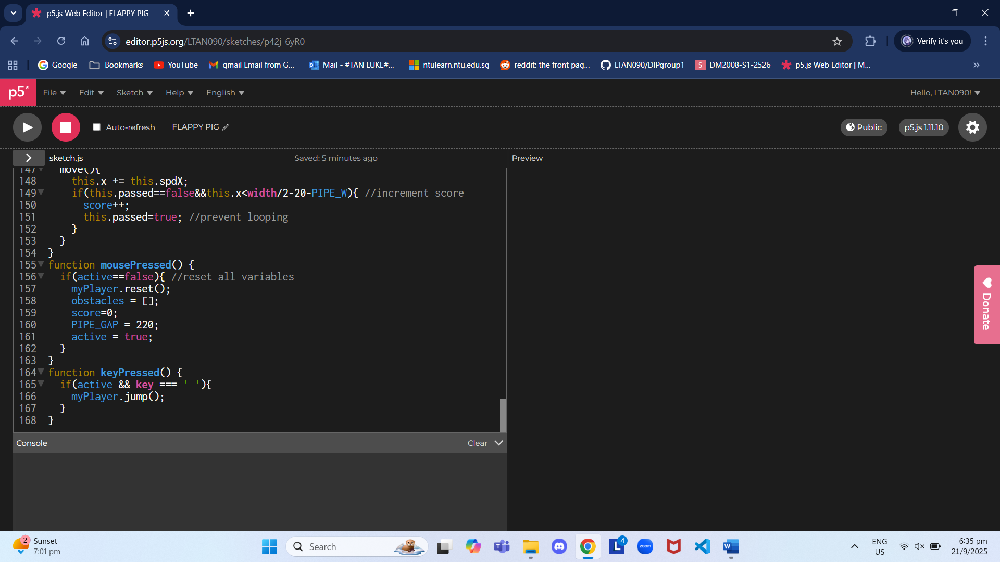 p5.js Web Editor | FLAPPY PIG
editor.p5js.org/LTAN090/sketches/p42j-6yR0
Verify it's you
Google
Bookmarks
YouTube
gmail Email from G...
Mail - #TAN LUKE#...
ntulearn.ntu.edu.sg
reddit: the front pag...
LTAN090/DIPgroup1
S
DM2008-S1-2526
p5.js Web Editor | M...
»
p5*
File
Edit
Sketch
Help
English
Hello, LTAN090!
Auto-refresh
FLAPPY PIG
Public
p5.js 1.11.10
sketch.js
Saved: 5 minutes ago
Preview
147 move(){
148 this.x += this.spdX;
149 if(this.passed==false&&this.x<width/2-20-PIPE_W){ //increment score
150 score++;
151 this.passed=true; //prevent looping
152 }
153 }
154 }
155 function mousePressed() {
156 if(active==false){ //reset all variables
157 myPlayer.reset();
158 obstacles = [];
159 score=0;
160 PIPE_GAP = 220;
161 active = true;
162 }
163 }
164 function keyPressed() {
165 if(active && key === ' '){
166 myPlayer.jump();
167 }
168 }
Donate
Console
Clear
2
Sunset
7:01 pm
Search
T
L
4
zoom
W
ENG
US
6:35 pm
21/9/2025